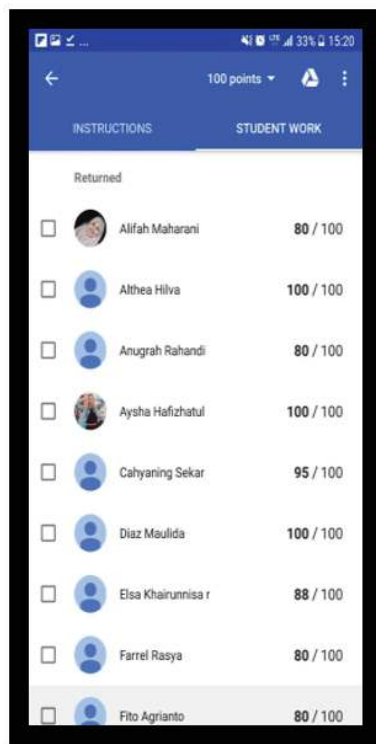 ... LTE 33% 15:20
100 points
INSTRUCTIONS STUDENT WORK
Returned
Alifah Maharani 80 / 100
Althea Hilva 100 / 100
Anugrah Rahandi 80 / 100
Aysha Hafizhatul 100 / 100
Cahyaning Sekar 95 / 100
Diaz Maulida 100 / 100
Elsa Khairunnisa r 88 / 100
Farrel Rasya 80 / 100
Fito Agrianto 80 / 100